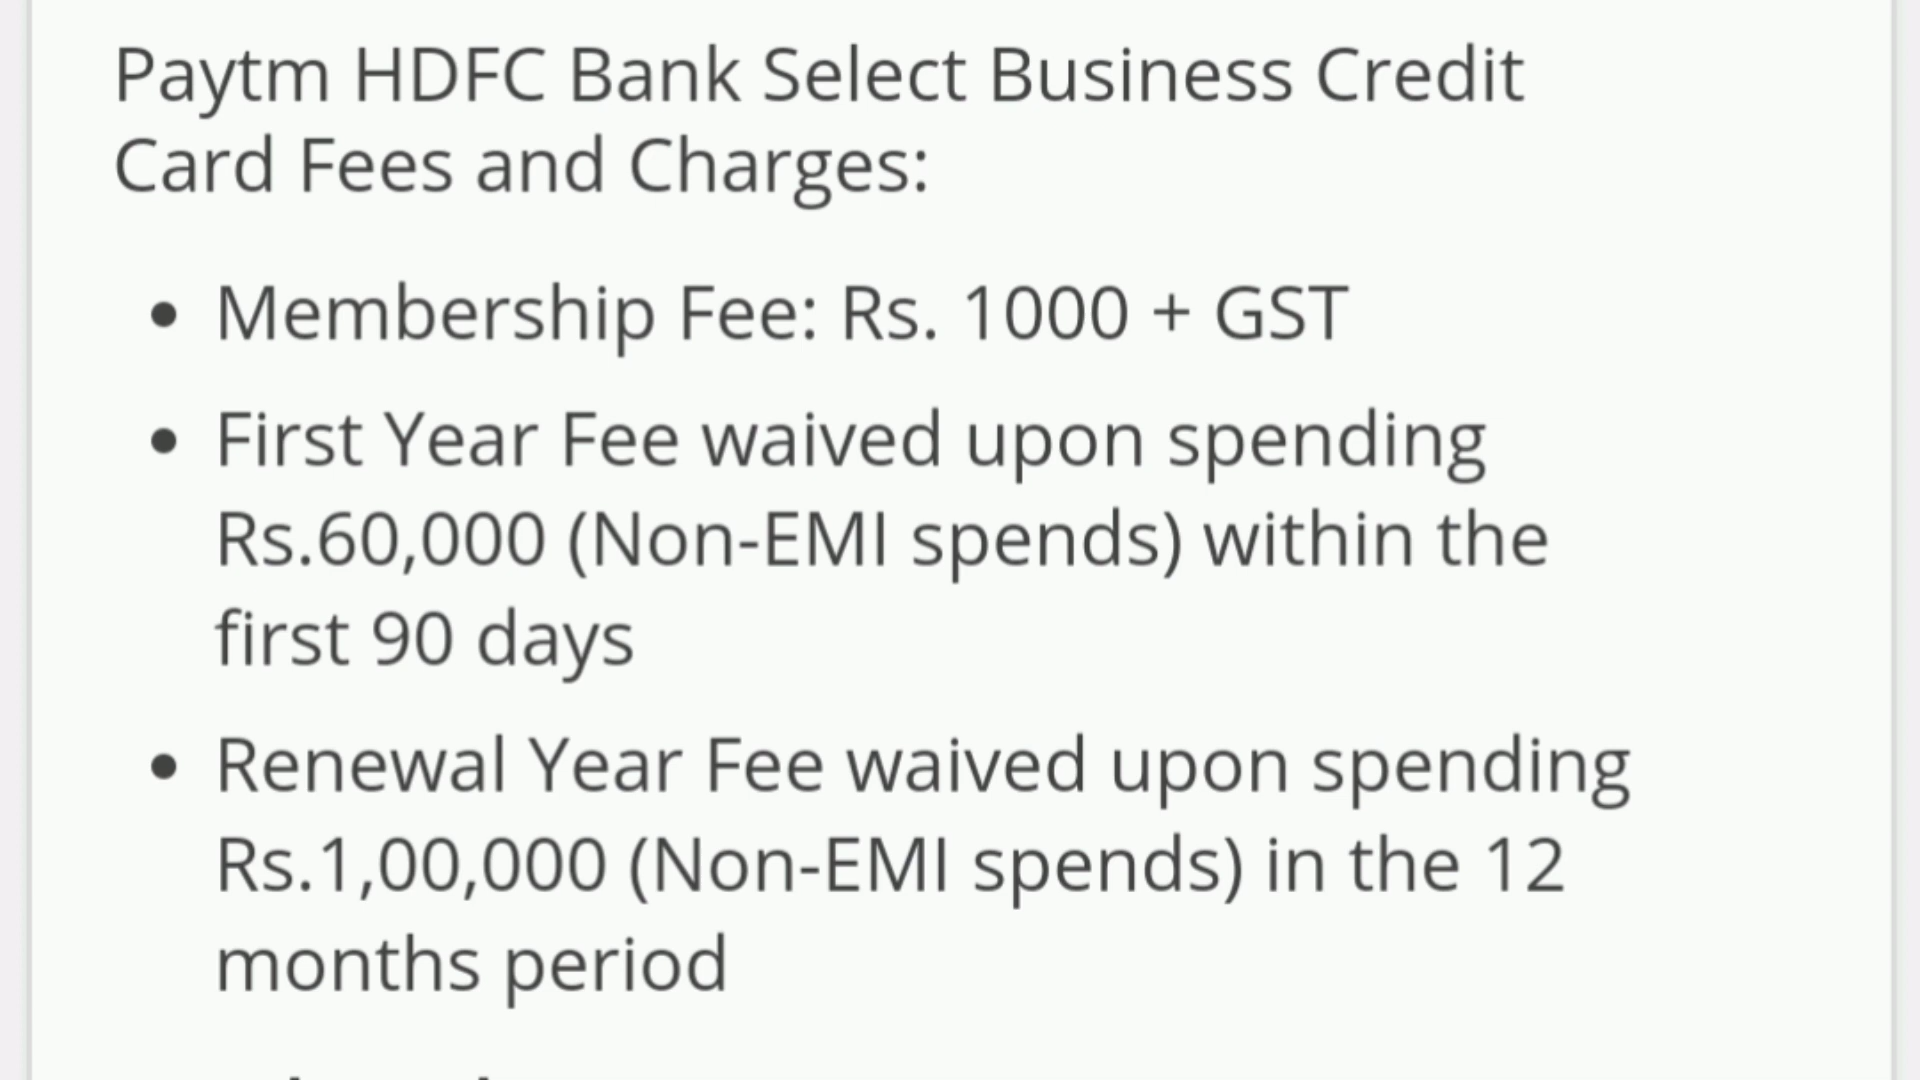 Paytm HDFC Bank Select Business Credit
Card Fees and Charges:
• Membership Fee: Rs. 1000 + GST
• First Year Fee waived upon spending
Rs.60,000 (Non-EMI spends) within the
first 90 days
• Renewal Year Fee waived upon spending
Rs.1,00,000 (Non-EMI spends) in the 12
months period